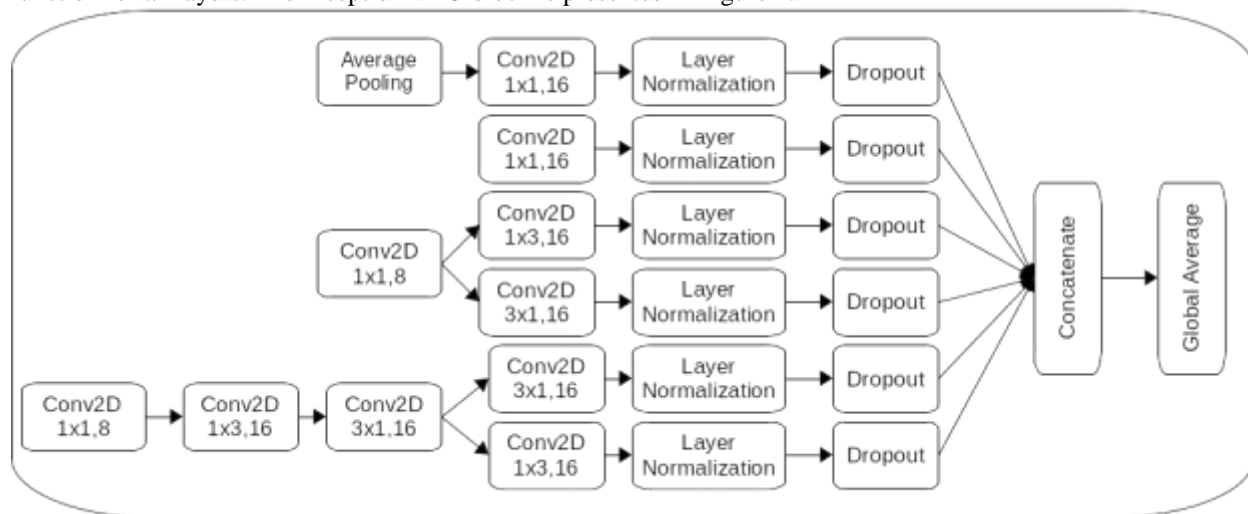 Average
Pooling
Conv2D
1x1,16
Layer
Normalization
Dropout
Conv2D
1x1,16
Layer
Normalization
Dropout
Conv2D
1x1,8
Conv2D
1x3,16
Layer
Normalization
Dropout
Conv2D
3x1,16
Layer
Normalization
Dropout
Conv2D
1x1,8
Conv2D
1x3,16
Conv2D
3x1,16
Conv2D
3x1,16
Layer
Normalization
Dropout
Conv2D
1x3,16
Layer
Normalization
Dropout
Concatenate
Global Average